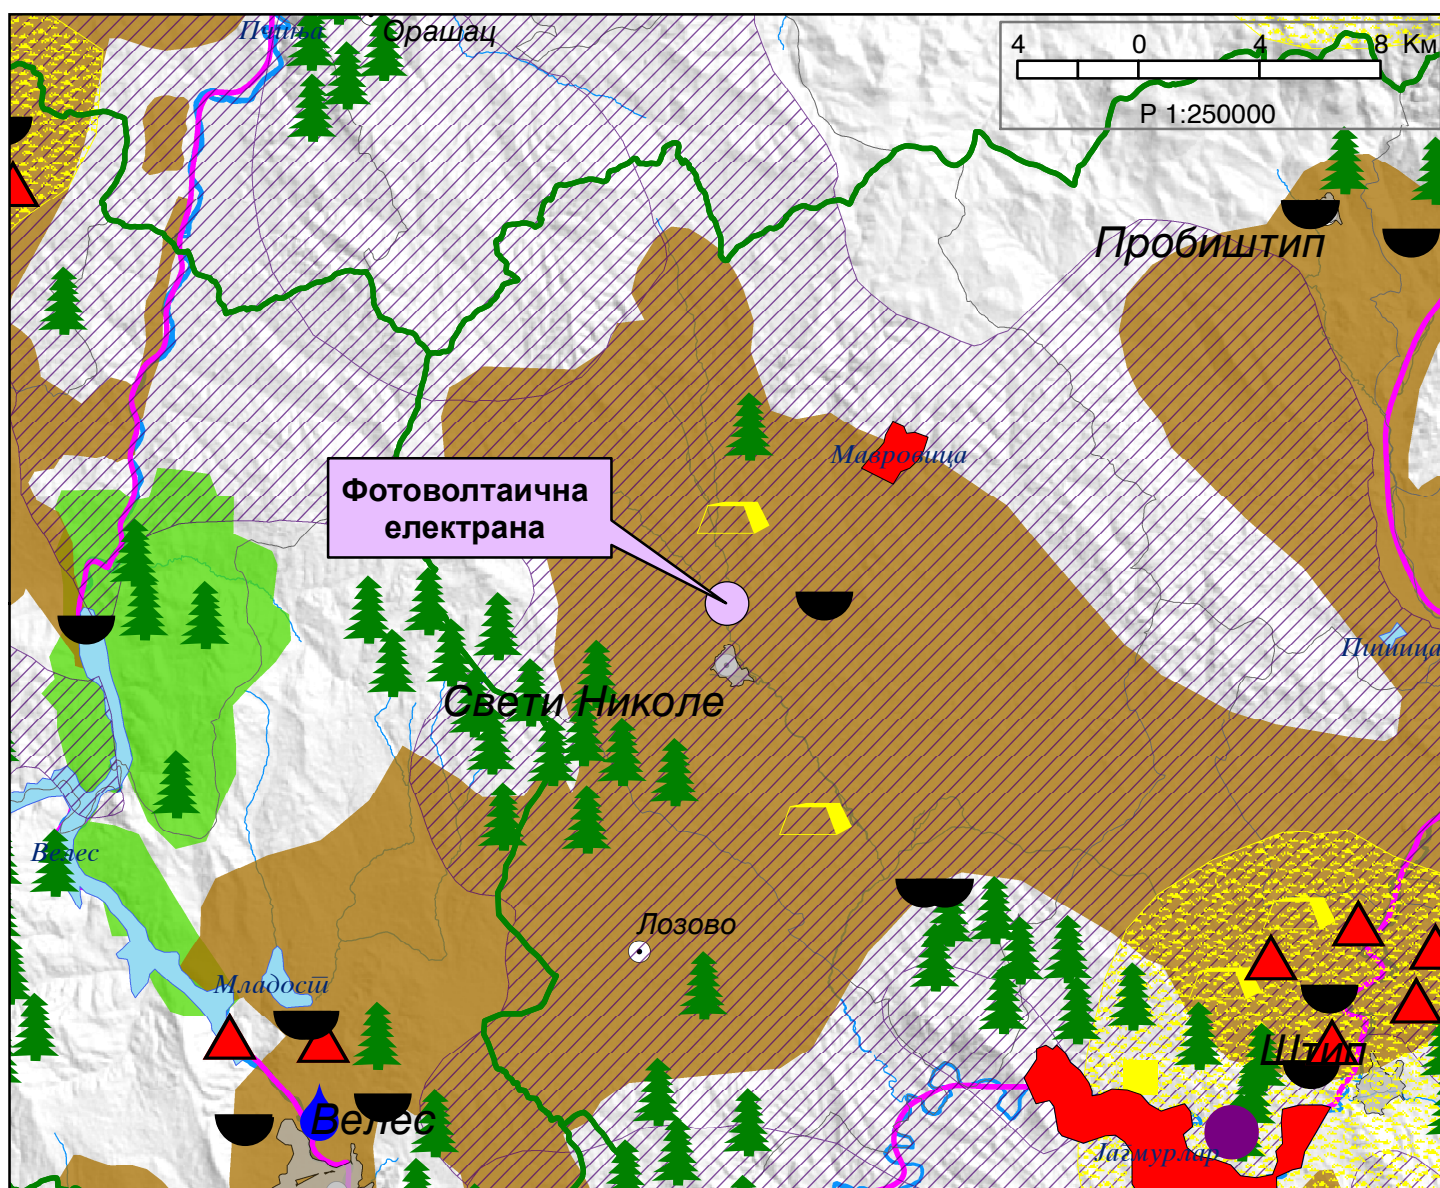 Пчиња
Орашац
4 0 4 8 Км
Р 1:250000
Пробиштип
Мавровица
Фотоволтаична
електрана
Пишица
Свети Николе
Велес
Лозово
Младост
Штип
Велес
Јагмурлар